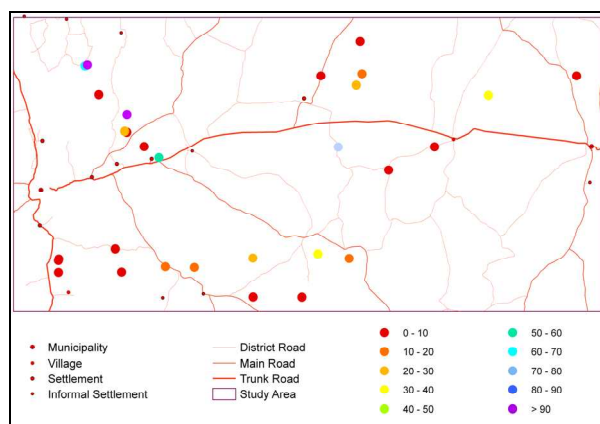 Municipality
Village
Settlement
Informal Settlement
District Road
Main Road
Trunk Road
Study Area
0 - 10
10 - 20
20 - 30
30 - 40
40 - 50
50 - 60
60 - 70
70 - 80
80 - 90
> 90